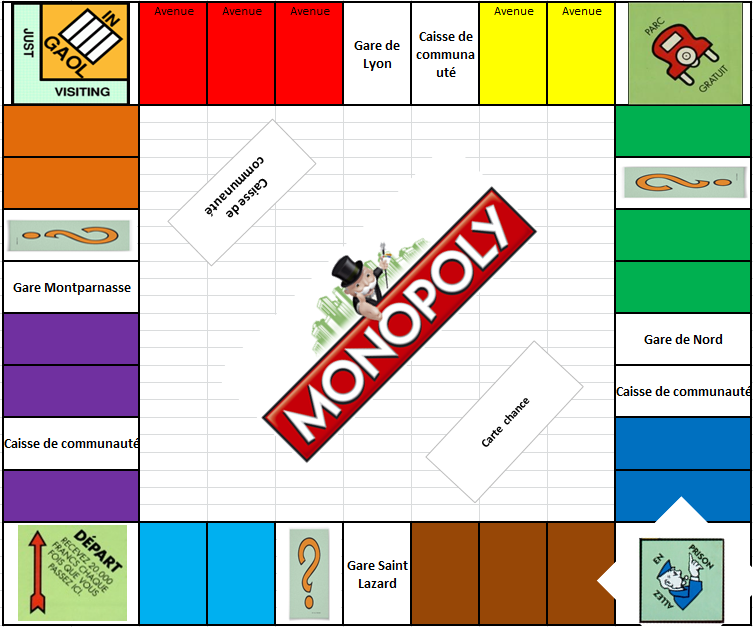 JUST
IN
GAOL
VISITING
Avenue
Avenue
Avenue
Gare de
Lyon
Caisse de
communa
uté
Avenue
Avenue
PARC
GRATUIT
?
?
Caisse de
communauté
MONOPOLY
Gare Montparnasse
Gare de Nord
Caisse de communauté
Carte chance
Caisse de communauté
DÉPART
RECEVEZ 20 000
FRANCS CHAQUE
FOIS QUE VOUS
PASSEZ ICI.
?
Gare Saint
Lazard
ALLEZ
EN
PRISON